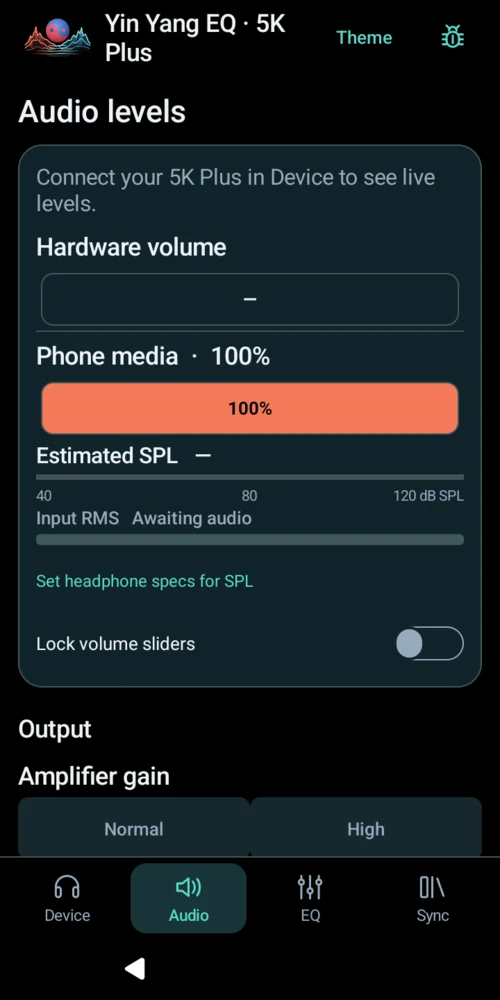 Yin Yang EQ · 5K
Plus
Theme
Audio levels
Connect your 5K Plus in Device to see live
levels.
Hardware volume
—
Phone media · 100%
100%
Estimated SPL —
40 80 120 dB SPL
Input RMS Awaiting audio
Set headphone specs for SPL
Lock volume sliders
Output
Amplifier gain
Normal High
Device Audio EQ Sync